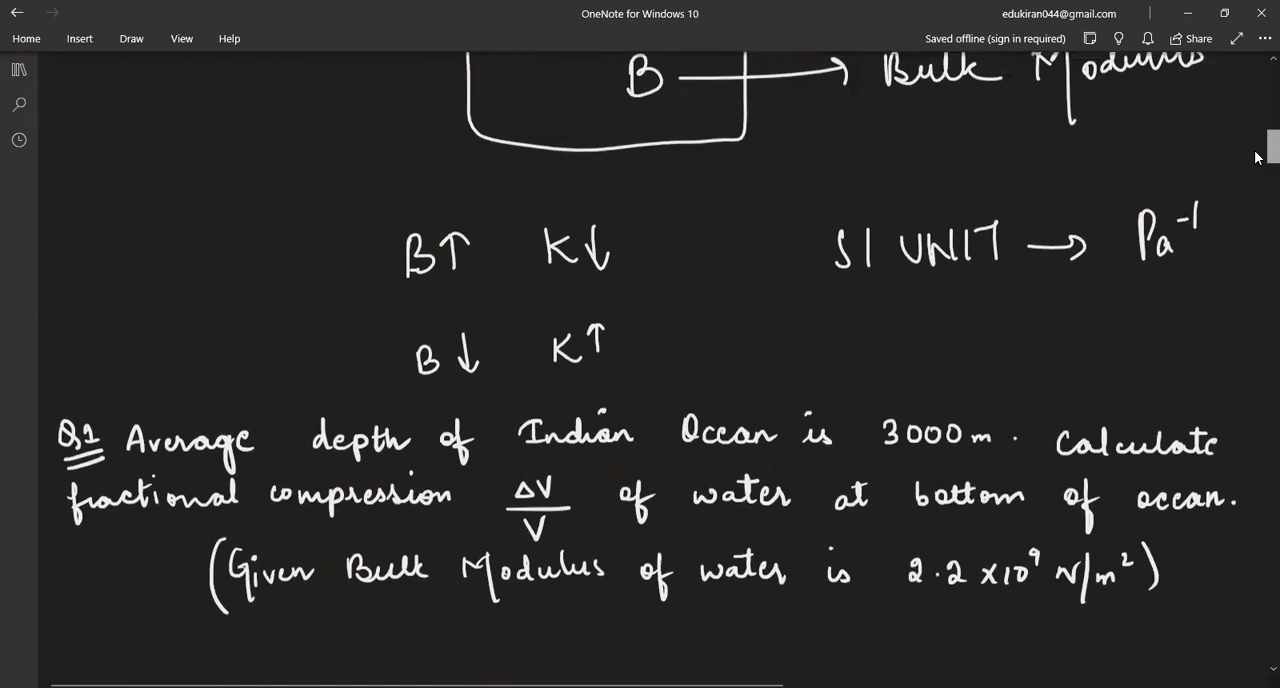 OneNote for Windows 10
edukiran044@gmail.com
Home Insert Draw View Help
Saved offline (sign in required) Share
B → Bulk Modulus
B↑ K↓ SI UNIT → Pa⁻¹
B↓ K↑
Q1 Average depth of Indian Ocean is 3000m. Calculate
fractional compression ΔV/V of water at bottom of ocean.
(Given Bulk Modulus of water is 2.2 ×10⁹ N/m²)